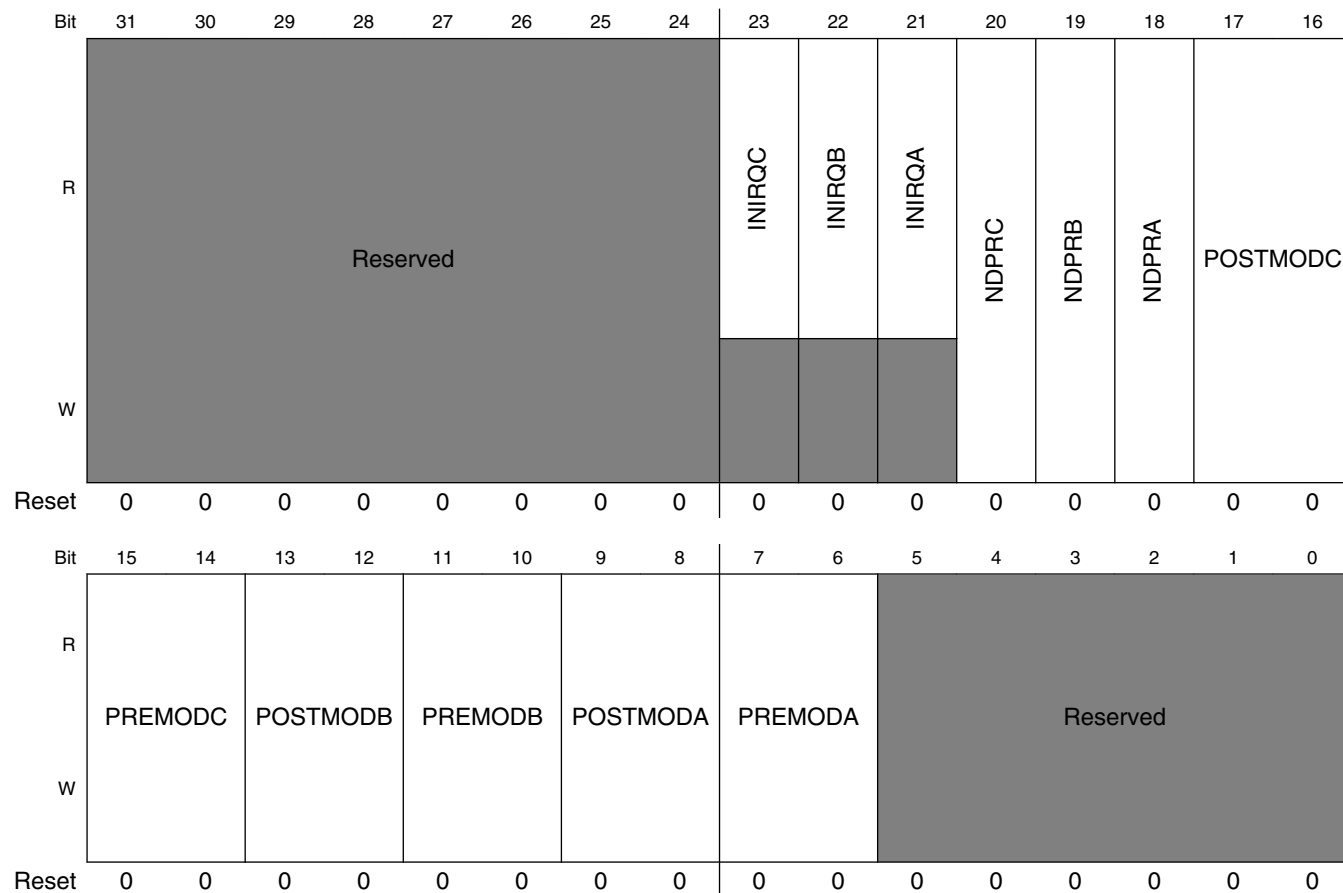 Bit 31 30 29 28 27 26 25 24 23 22 21 20 19 18 17 16
R
INIRQC INIRQB INIRQA
Reserved NDPRC NDPRB NDPRA POSTMODC
W
Reset 0 0 0 0 0 0 0 0 0 0 0 0 0 0 0 0
Bit 15 14 13 12 11 10 9 8 7 6 5 4 3 2 1 0
R
PREMODC POSTMODB PREMODB POSTMODA PREMODA Reserved
W
Reset 0 0 0 0 0 0 0 0 0 0 0 0 0 0 0 0